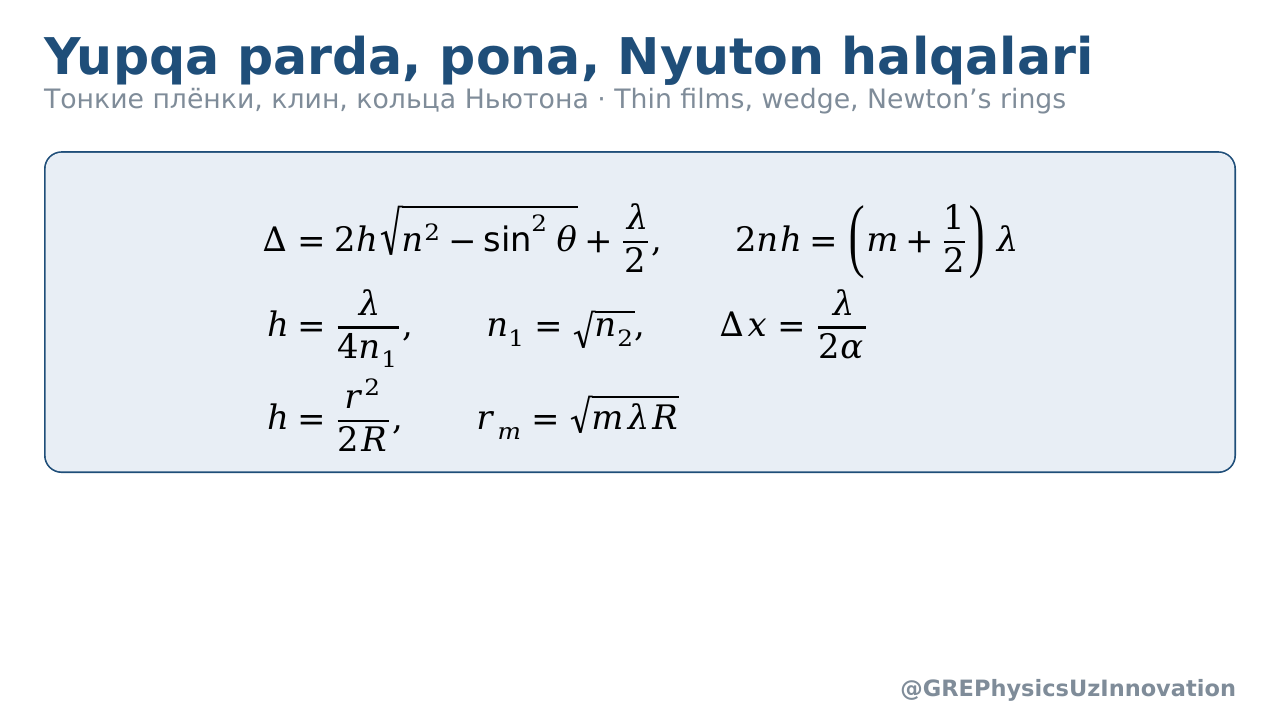 Yupqa parda, pona, Nyuton halqalari
Тонкие плёнки, клин, кольца Ньютона · Thin films, wedge, Newton’s rings
Δ = 2h√(n² − sin² θ) + λ/2, 2nh = (m + 1/2) λ
h = λ/4n₁, n₁ = √n₂, Δx = λ/2α
h = r²/2R, rₘ = √mλR
@GREPhysicsUzInnovation